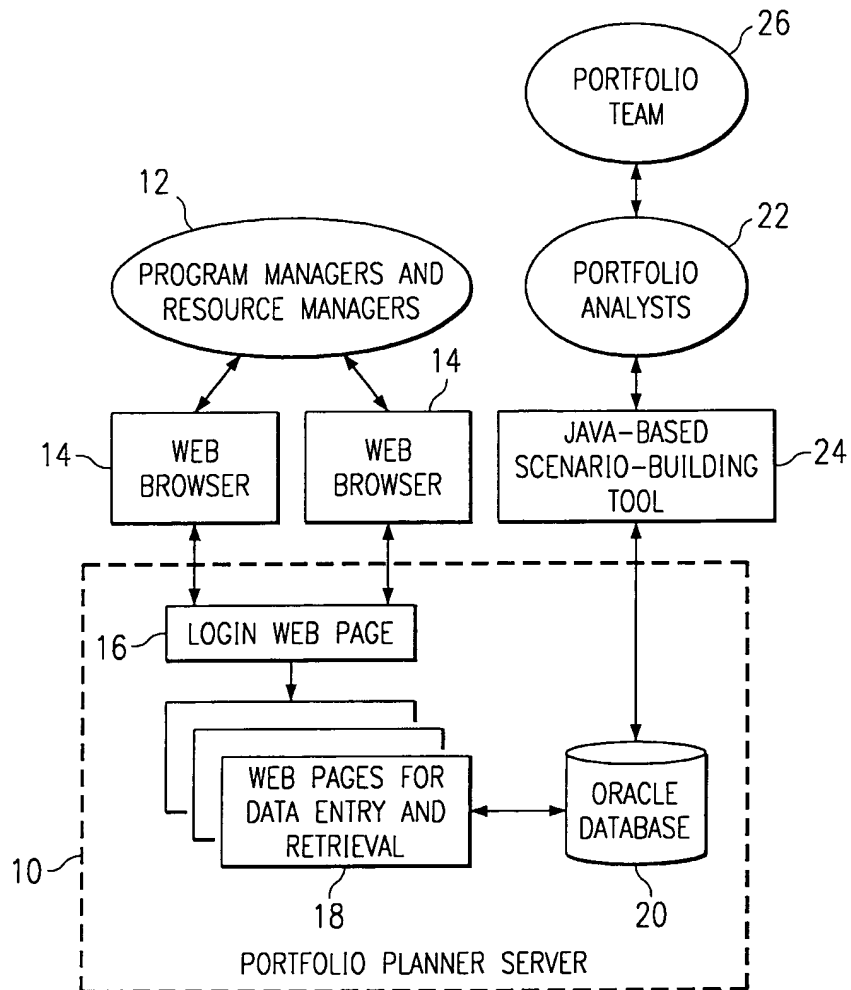 26
PORTFOLIO
TEAM
12
22
PROGRAM MANAGERS AND
RESOURCE MANAGERS
PORTFOLIO
ANALYSTS
14
14
WEB
BROWSER
WEB
BROWSER
JAVA-BASED
SCENARIO-BUILDING
TOOL
24
16
LOGIN WEB PAGE
WEB PAGES FOR
DATA ENTRY AND
RETRIEVAL
ORACLE
DATABASE
10
18
20
PORTFOLIO PLANNER SERVER